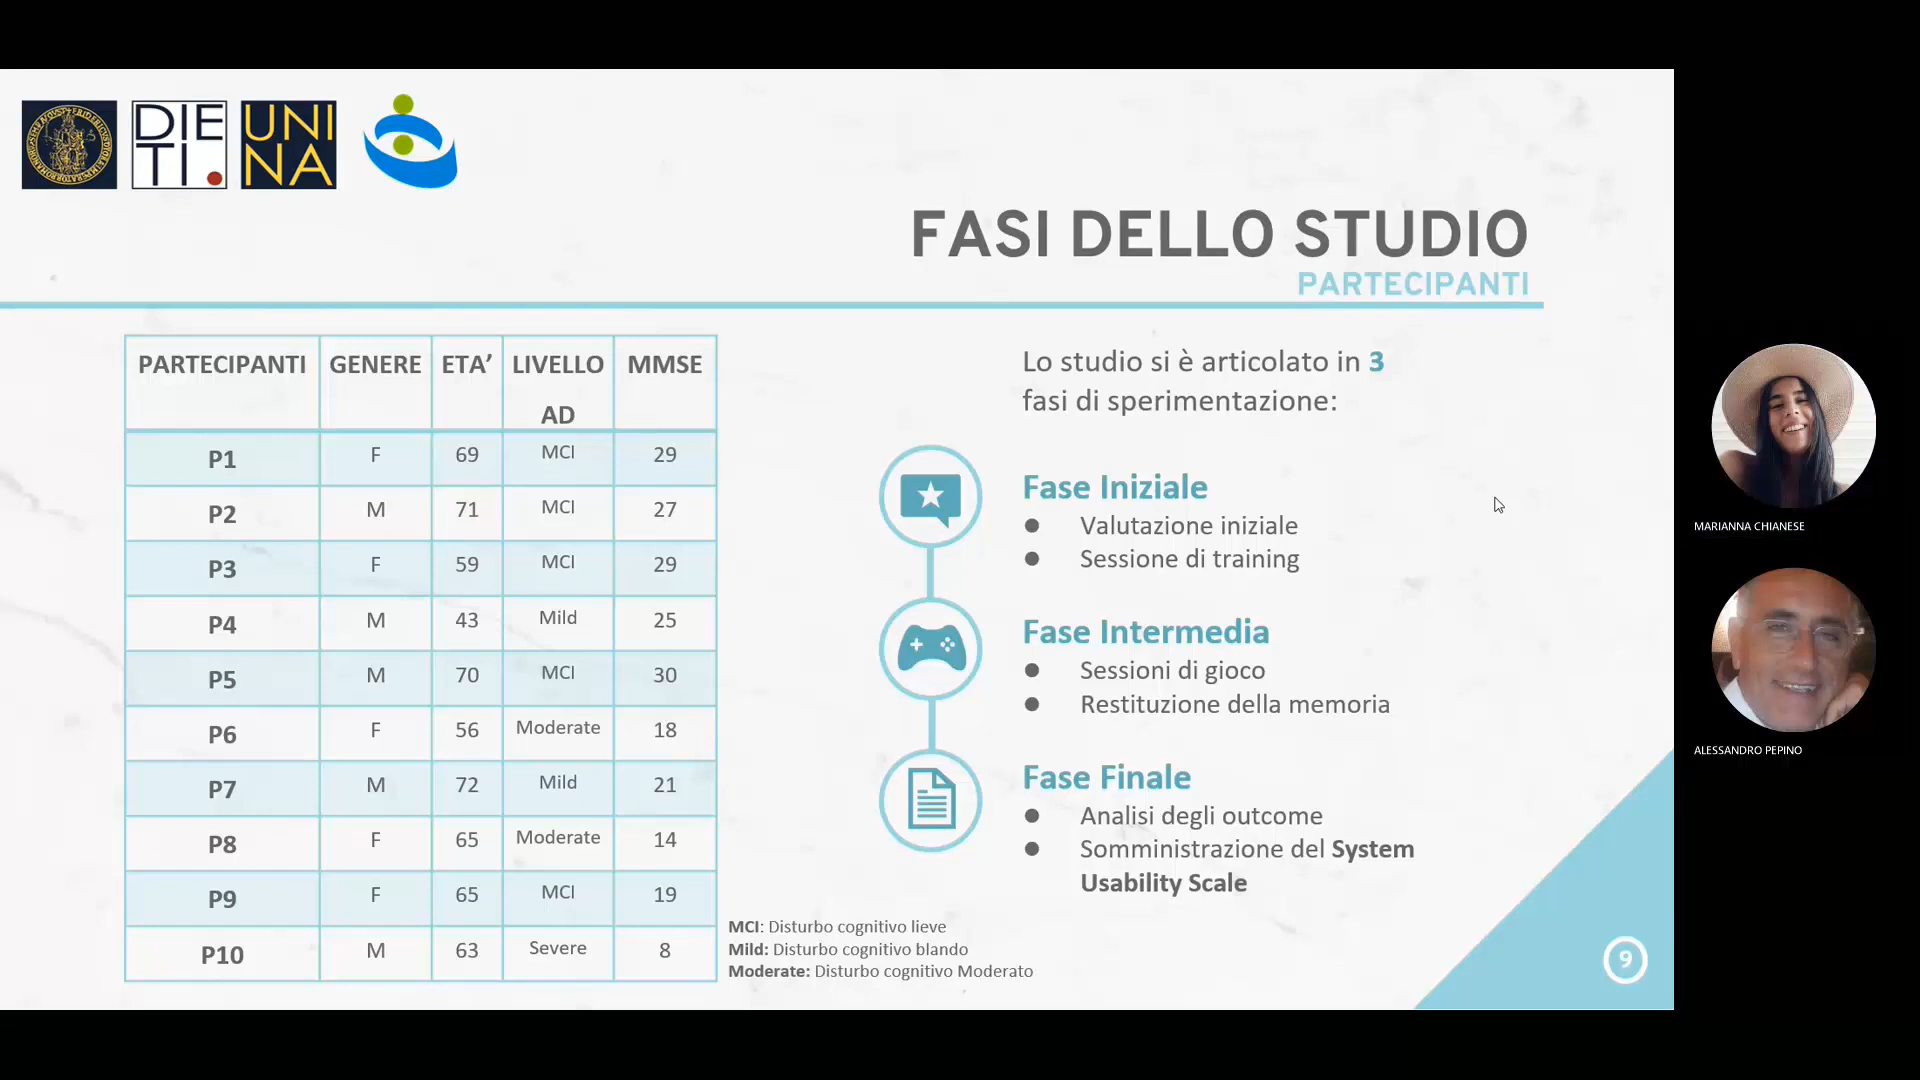 DIE
TI.
UNI
NA
FASI DELLO STUDIO
PARTECIPANTI
PARTECIPANTI GENERE ETA’ LIVELLO AD MMSE
P1 F 69 MCI 29
P2 M 71 MCI 27
P3 F 59 MCI 29
P4 M 43 Mild 25
P5 M 70 MCI 30
P6 F 56 Moderate 18
P7 M 72 Mild 21
P8 F 65 Moderate 14
P9 F 65 MCI 19
P10 M 63 Severe 8
MCI: Disturbo cognitivo lieve
Mild: Disturbo cognitivo blando
Moderate: Disturbo cognitivo Moderato
Lo studio si è articolato in 3
fasi di sperimentazione:
Fase Iniziale
● Valutazione iniziale
● Sessione di training
Fase Intermedia
● Sessioni di gioco
● Restituzione della memoria
Fase Finale
● Analisi degli outcome
● Somministrazione del System
Usability Scale
9
MARIANNA CHIANESE
ALESSANDRO PEPINO